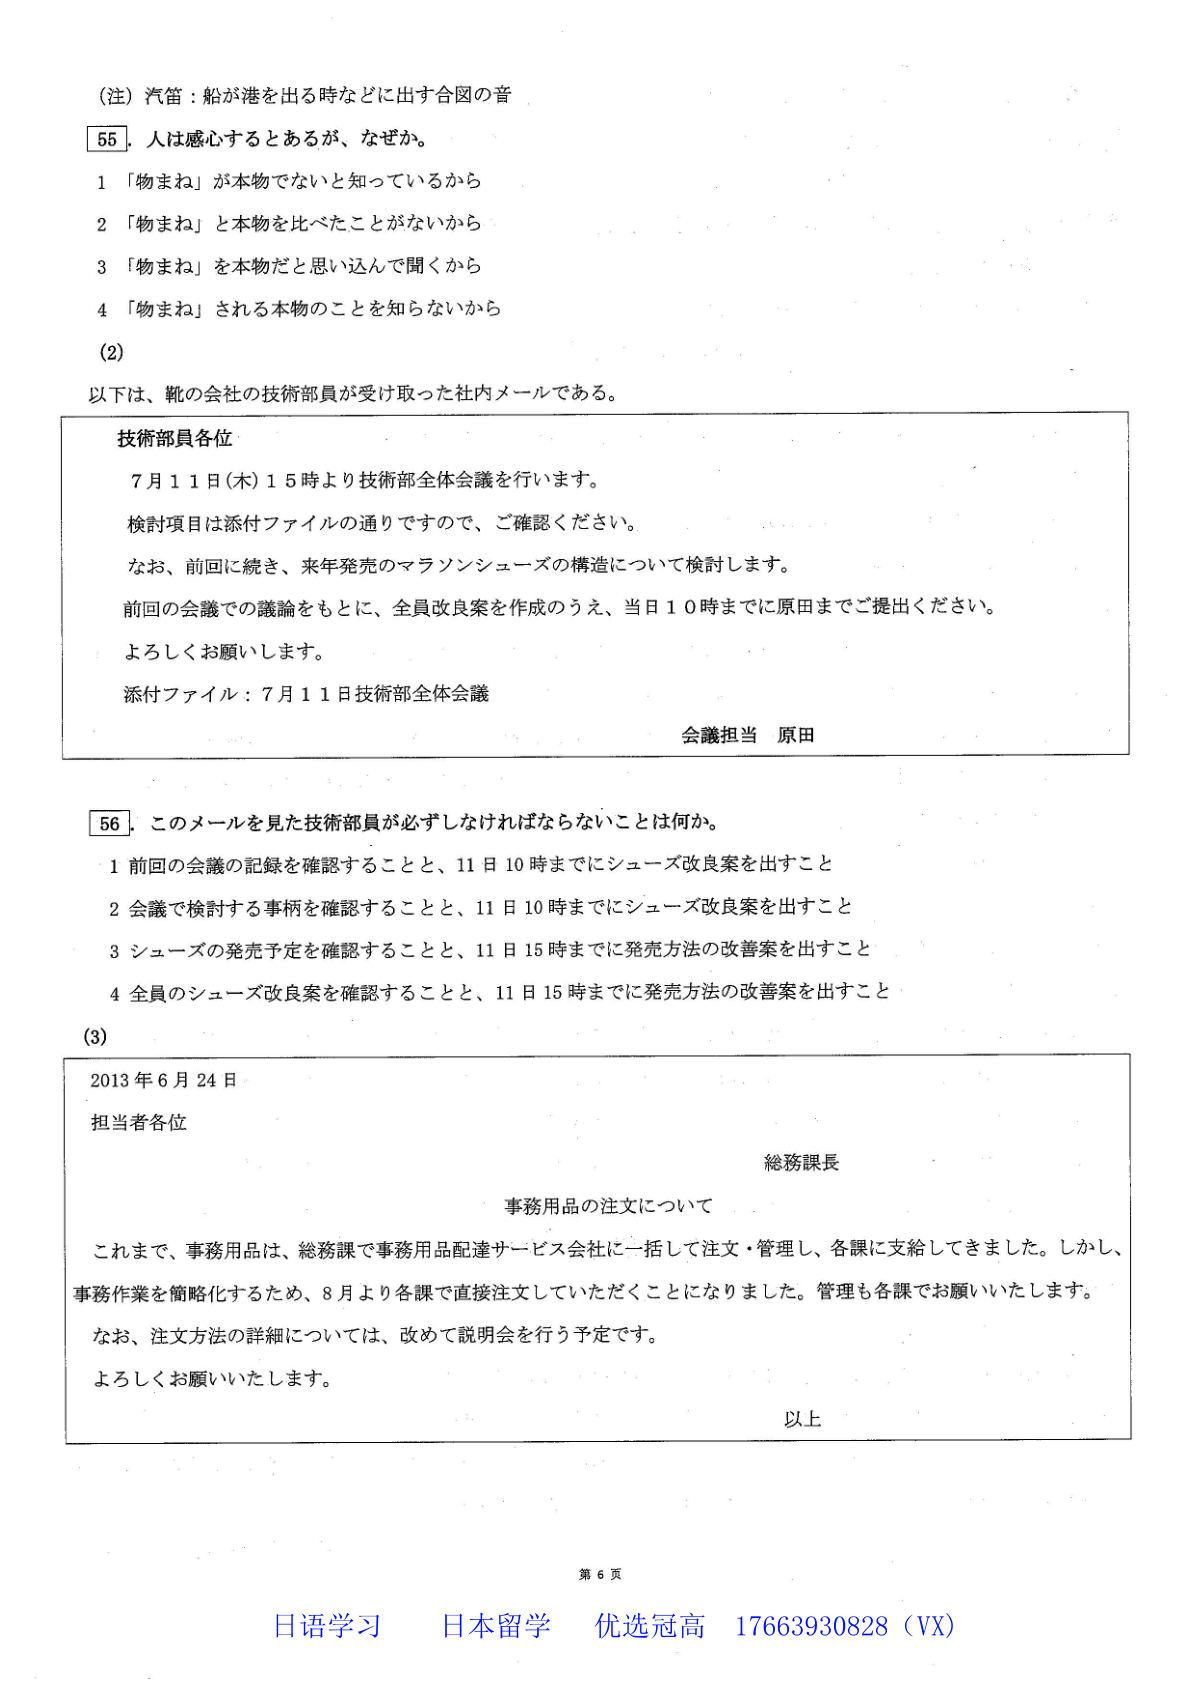 （注）汽笛：船が港を出る時などに出す合図の音
55．人は感心するとあるが、なぜか。
1 「物まね」が本物でないと知っているから
2 「物まね」と本物を比べたことがないから
3 「物まね」を本物だと思い込んで聞くから
4 「物まね」される本物のことを知らないから
(2)
以下は、靴の会社の技術部員が受け取った社内メールである。
技術部員各位
７月１１日(木)１５時より技術部全体会議を行います。
検討項目は添付ファイルの通りですので、ご確認ください。
なお、前回に続き、来年発売のマラソンシューズの構造について検討します。
前回の会議での議論をもとに、全員改良案を作成のうえ、当日１０時までに原田までご提出ください。
よろしくお願いします。
添付ファイル：７月１１日技術部全体会議
会議担当　原田
56．このメールを見た技術部員が必ずしなければならないことは何か。
1 前回の会議の記録を確認することと、11 日 10 時までにシューズ改良案を出すこと
2 会議で検討する事柄を確認することと、11 日 10 時までにシューズ改良案を出すこと
3 シューズの発売予定を確認することと、11 日 15 時までに発売方法の改善案を出すこと
4 全員のシューズ改良案を確認することと、11 日 15 時までに発売方法の改善案を出すこと
(3)
2013 年 6 月 24 日
担当者各位
総務課長
事務用品の注文について
これまで、事務用品は、総務課で事務用品配達サービス会社に一括して注文・管理し、各課に支給してきました。しかし、
事務作業を簡略化するため、8 月より各課で直接注文していただくことになりました。管理も各課でお願いいたします。
なお、注文方法の詳細については、改めて説明会を行う予定です。
よろしくお願いいたします。
以上
第 6 页
日语学习　日本留学　优选冠高　17663930828（VX）